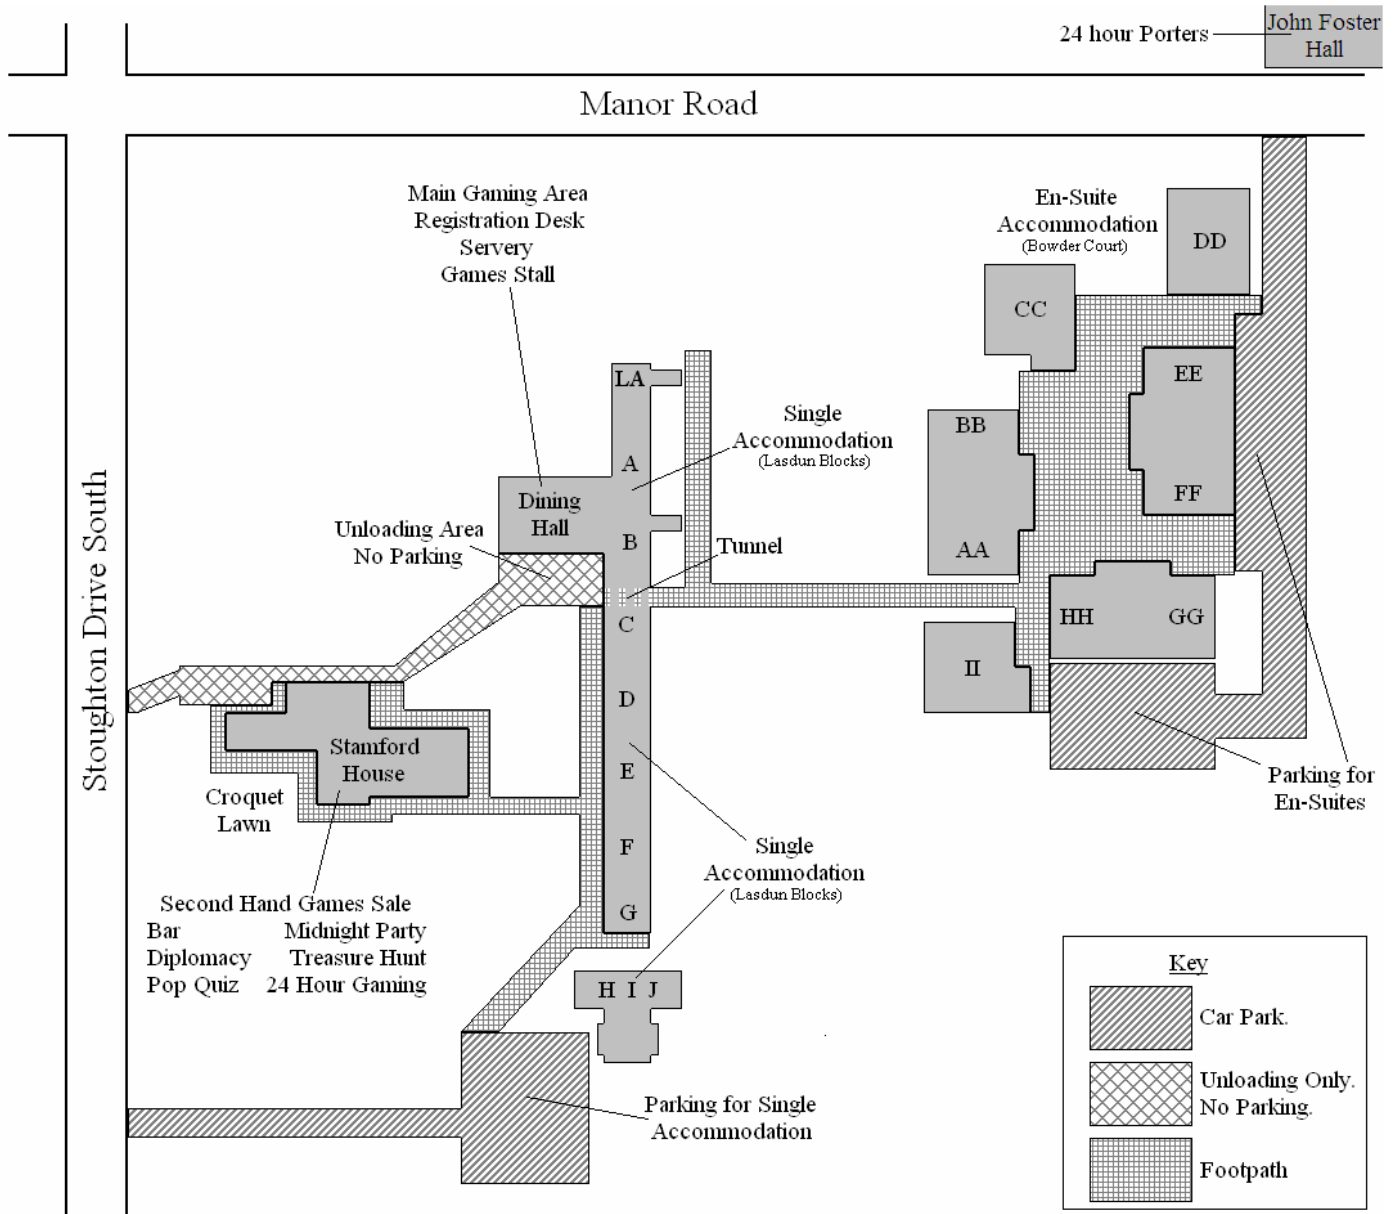 24 hour Porters
John Foster
Hall
Manor Road
Stoughton Drive South
Main Gaming Area
Registration Desk
Servery
Games Stall
En-Suite
Accommodation
(Bowder Court)
DD
CC
EE
FF
BB
AA
HH
GG
II
LA
A
B
C
D
E
F
G
Single
Accommodation
(Lasdun Blocks)
Dining
Hall
Unloading Area
No Parking
Tunnel
Stamford
House
Croquet
Lawn
Parking for
En-Suites
Single
Accommodation
(Lasdun Blocks)
Second Hand Games Sale
Bar Midnight Party
Diplomacy Treasure Hunt
Pop Quiz 24 Hour Gaming
H I J
Parking for Single
Accommodation
Key
Car Park.
Unloading Only.
No Parking.
Footpath